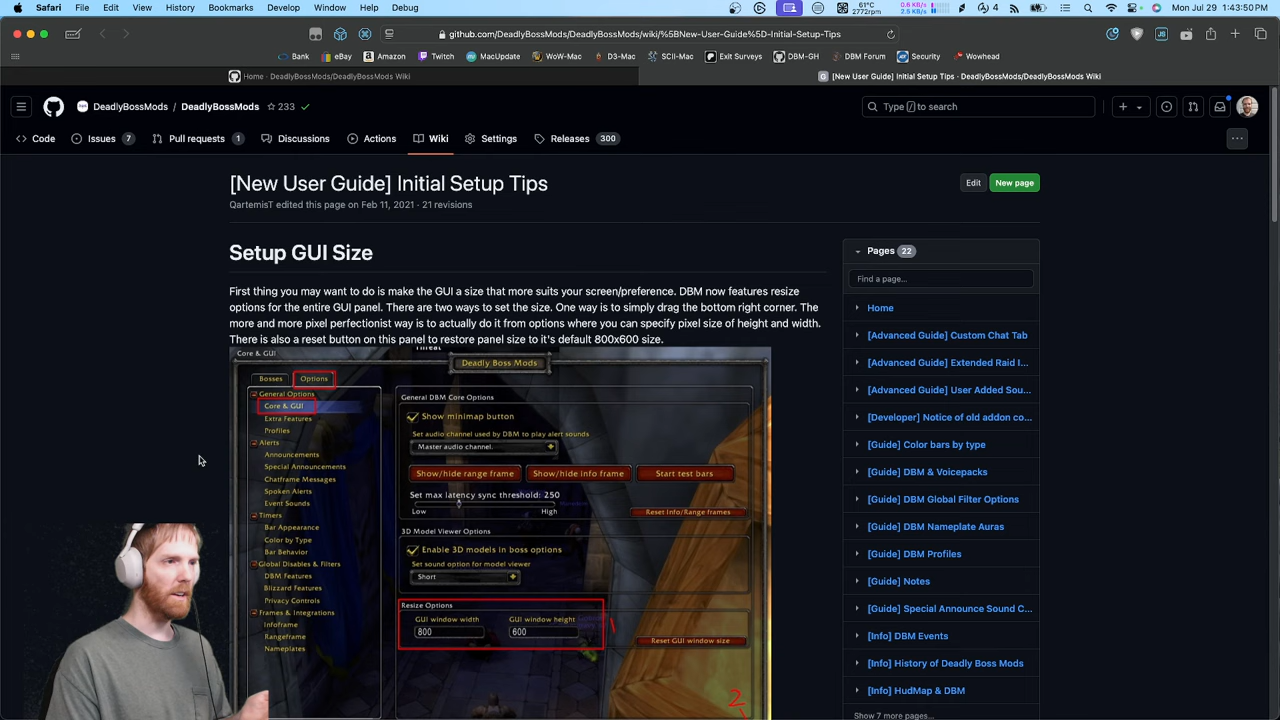 Safari File Edit View History Bookmarks Develop Window Help Debug
61°C
2772rpm
0.6 KB/s
2.5 KB/s
4
Mon Jul 29 1:43:50 PM
github.com/DeadlyBossMods/DeadlyBossMods/wiki/%5BNew-User-Guide%5D-Initial-Setup-Tips
Bank eBay Amazon Twitch MacUpdate WoW-Mac D3-Mac SCII-Mac Exit Surveys DBM-GH DBM Forum Security Wowhead
Home · DeadlyBossMods/DeadlyBossMods Wiki
[New User Guide] Initial Setup Tips · DeadlyBossMods/DeadlyBossMods Wiki
DeadlyBossMods / DeadlyBossMods 233
Type / to search
Code Issues 7 Pull requests 1 Discussions Actions Wiki Settings Releases 300
[New User Guide] Initial Setup Tips
Edit New page
QartemisT edited this page on Feb 11, 2021 · 21 revisions
Setup GUI Size
First thing you may want to do is make the GUI a size that more suits your screen/preference. DBM now features resize
options for the entire GUI panel. There are two ways to set the size. One way is to simply drag the bottom right corner. The
more and more pixel perfectionist way is to actually do it from options where you can specify pixel size of height and width.
There is also a reset button on this panel to restore panel size to it's default 800x600 size.
Core & GUI
Threat
Deadly Boss Mods
Bosses Options
General Options
Core & GUI
Extra Features
Profiles
Alerts
Announcements
Special Announcements
Chatframe Messages
Spoken Alerts
Event Sounds
Timers
Bar Appearance
Color by Type
Bar Behavior
Global Disables & Filters
DBM Features
Blizzard Features
Privacy Controls
Frames & Integrations
Infoframe
Rangeframe
Nameplates
General DBM Core Options
Show minimap button
Set audio channel used by DBM to play alert sounds
Master audio channel.
Show/hide range frame Show/hide info frame Start test bars
Set max latency sync threshold: 250
Low High
Reset Info/Range frames
3D Model Viewer Options
Enable 3D models in boss options
Set sound option for model viewer
Short
Resize Options
GUI window width GUI window height
800 600
1
Reset GUI window size
2
Pages 22
Find a page...
Home
[Advanced Guide] Custom Chat Tab
[Advanced Guide] Extended Raid I...
[Advanced Guide] User Added Sou...
[Developer] Notice of old addon co...
[Guide] Color bars by type
[Guide] DBM & Voicepacks
[Guide] DBM Global Filter Options
[Guide] DBM Nameplate Auras
[Guide] DBM Profiles
[Guide] Notes
[Guide] Special Announce Sound C...
[Info] DBM Events
[Info] History of Deadly Boss Mods
[Info] HudMap & DBM
Show 7 more pages...